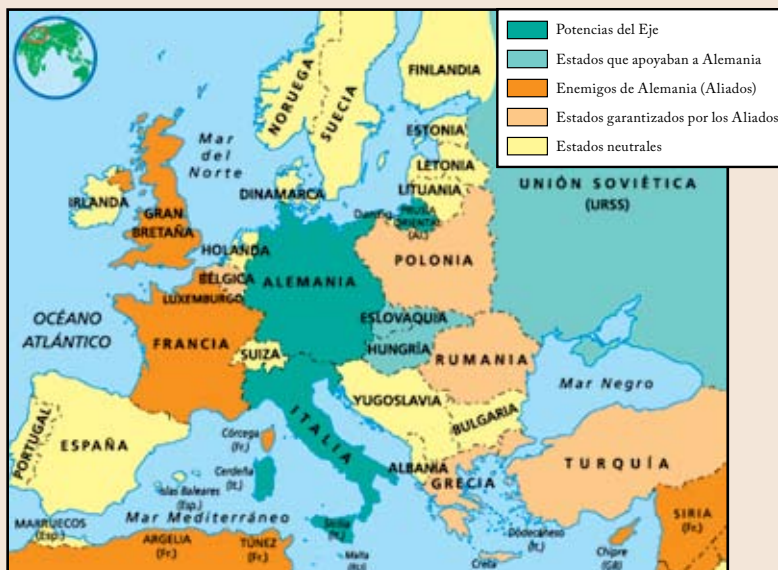 Potencias del Eje
Estados que apoyaban a Alemania
Enemigos de Alemania (Aliados)
Estados garantizados por los Aliados
Estados neutrales
NORUEGA
SUECIA
FINLANDIA
ESTONIA
LETONIA
LITUANIA
UNIÓN SOVIÉTICA
(URSS)
Mar
del
Norte
DINAMARCA
IRLANDA
GRAN
BRETAÑA
Danzig
PRUSIA
ORIENTAL
(Al.)
HOLANDA
BÉLGICA
LUXEMBURGO
ALEMANIA
POLONIA
OCÉANO
ATLÁNTICO
FRANCIA
SUIZA
ESLOVAQUIA
HUNGRÍA
RUMANIA
Mar Negro
YUGOSLAVIA
BULGARIA
ITALIA
PORTUGAL
ESPAÑA
Córcega
(Fr.)
Cerdeña
(It.)
Islas Baleares
(Esp.)
ALBANIA
GRECIA
TURQUÍA
MARRUECOS
(Esp.)
Mar Mediterráneo
Sicilia
(It.)
ARGELIA
(Fr.)
TÚNEZ
(Fr.)
Malta
Creta
Dodecaneso
(It.)
Chipre
(GB)
SIRIA
(Fr.)